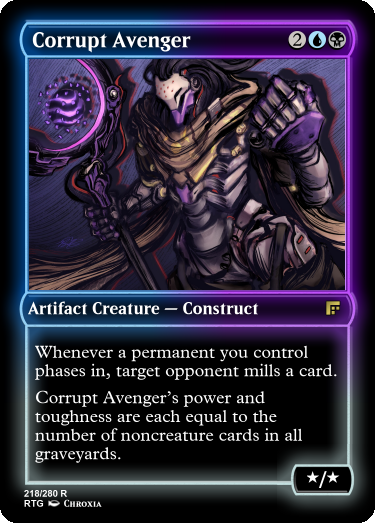 Corrupt Avenger 2
Artifact Creature — Construct
Whenever a permanent you control
phases in, target opponent mills a card.
Corrupt Avenger's power and
toughness are each equal to the
number of noncreature cards in all
graveyards.
★/★
218/280 R
RTG Chroxia